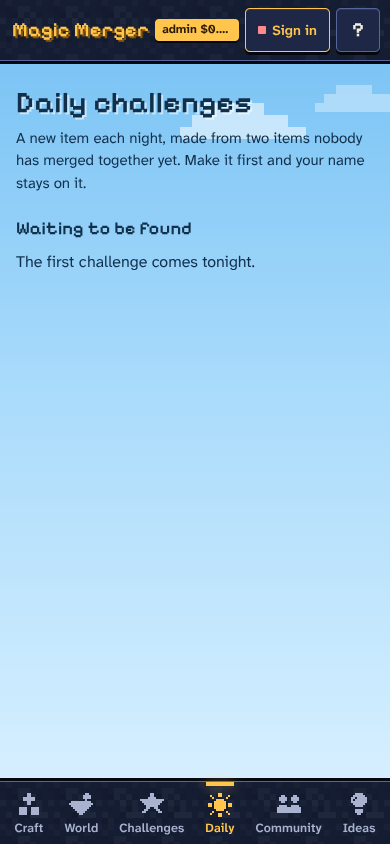 Magic Merger
admin $0....
Sign in
?
Daily challenges
A new item each night, made from two items nobody
has merged together yet. Make it first and your name
stays on it.
Waiting to be found
The first challenge comes tonight.
Craft
World
Challenges
Daily
Community
Ideas